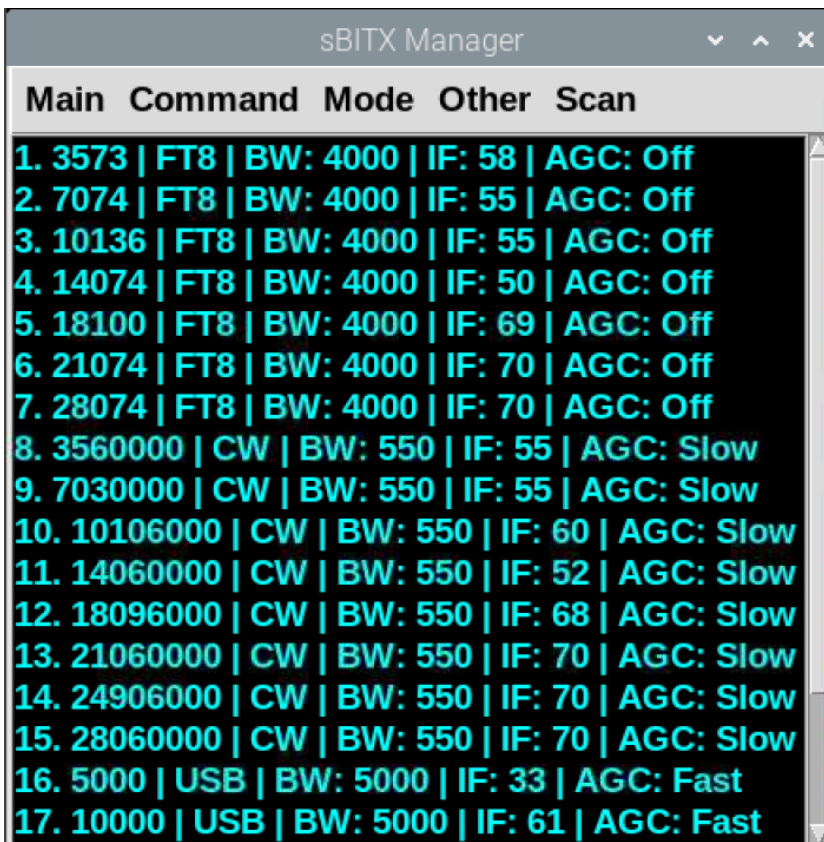 sBITX Manager
Main Command Mode Other Scan
1. 3573 | FT8 | BW: 4000 | IF: 58 | AGC: Off
2. 7074 | FT8 | BW: 4000 | IF: 55 | AGC: Off
3. 10136 | FT8 | BW: 4000 | IF: 55 | AGC: Off
4. 14074 | FT8 | BW: 4000 | IF: 50 | AGC: Off
5. 18100 | FT8 | BW: 4000 | IF: 69 | AGC: Off
6. 21074 | FT8 | BW: 4000 | IF: 70 | AGC: Off
7. 28074 | FT8 | BW: 4000 | IF: 70 | AGC: Off
8. 3560000 | CW | BW: 550 | IF: 55 | AGC: Slow
9. 7030000 | CW | BW: 550 | IF: 55 | AGC: Slow
10. 10106000 | CW | BW: 550 | IF: 60 | AGC: Slow
11. 14060000 | CW | BW: 550 | IF: 52 | AGC: Slow
12. 18096000 | CW | BW: 550 | IF: 68 | AGC: Slow
13. 21060000 | CW | BW: 550 | IF: 70 | AGC: Slow
14. 24906000 | CW | BW: 550 | IF: 70 | AGC: Slow
15. 28060000 | CW | BW: 550 | IF: 70 | AGC: Slow
16. 5000 | USB | BW: 5000 | IF: 33 | AGC: Fast
17. 10000 | USB | BW: 5000 | IF: 61 | AGC: Fast